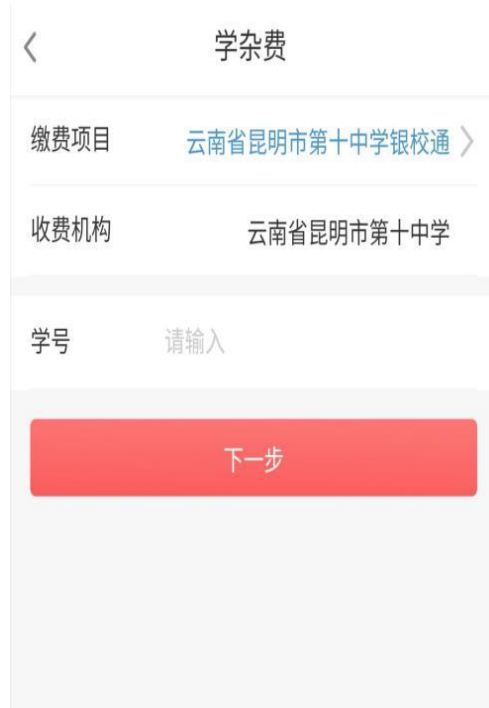 学杂费
缴费项目 云南省昆明市第十中学银校通
收费机构 云南省昆明市第十中学
学号 请输入
下一步